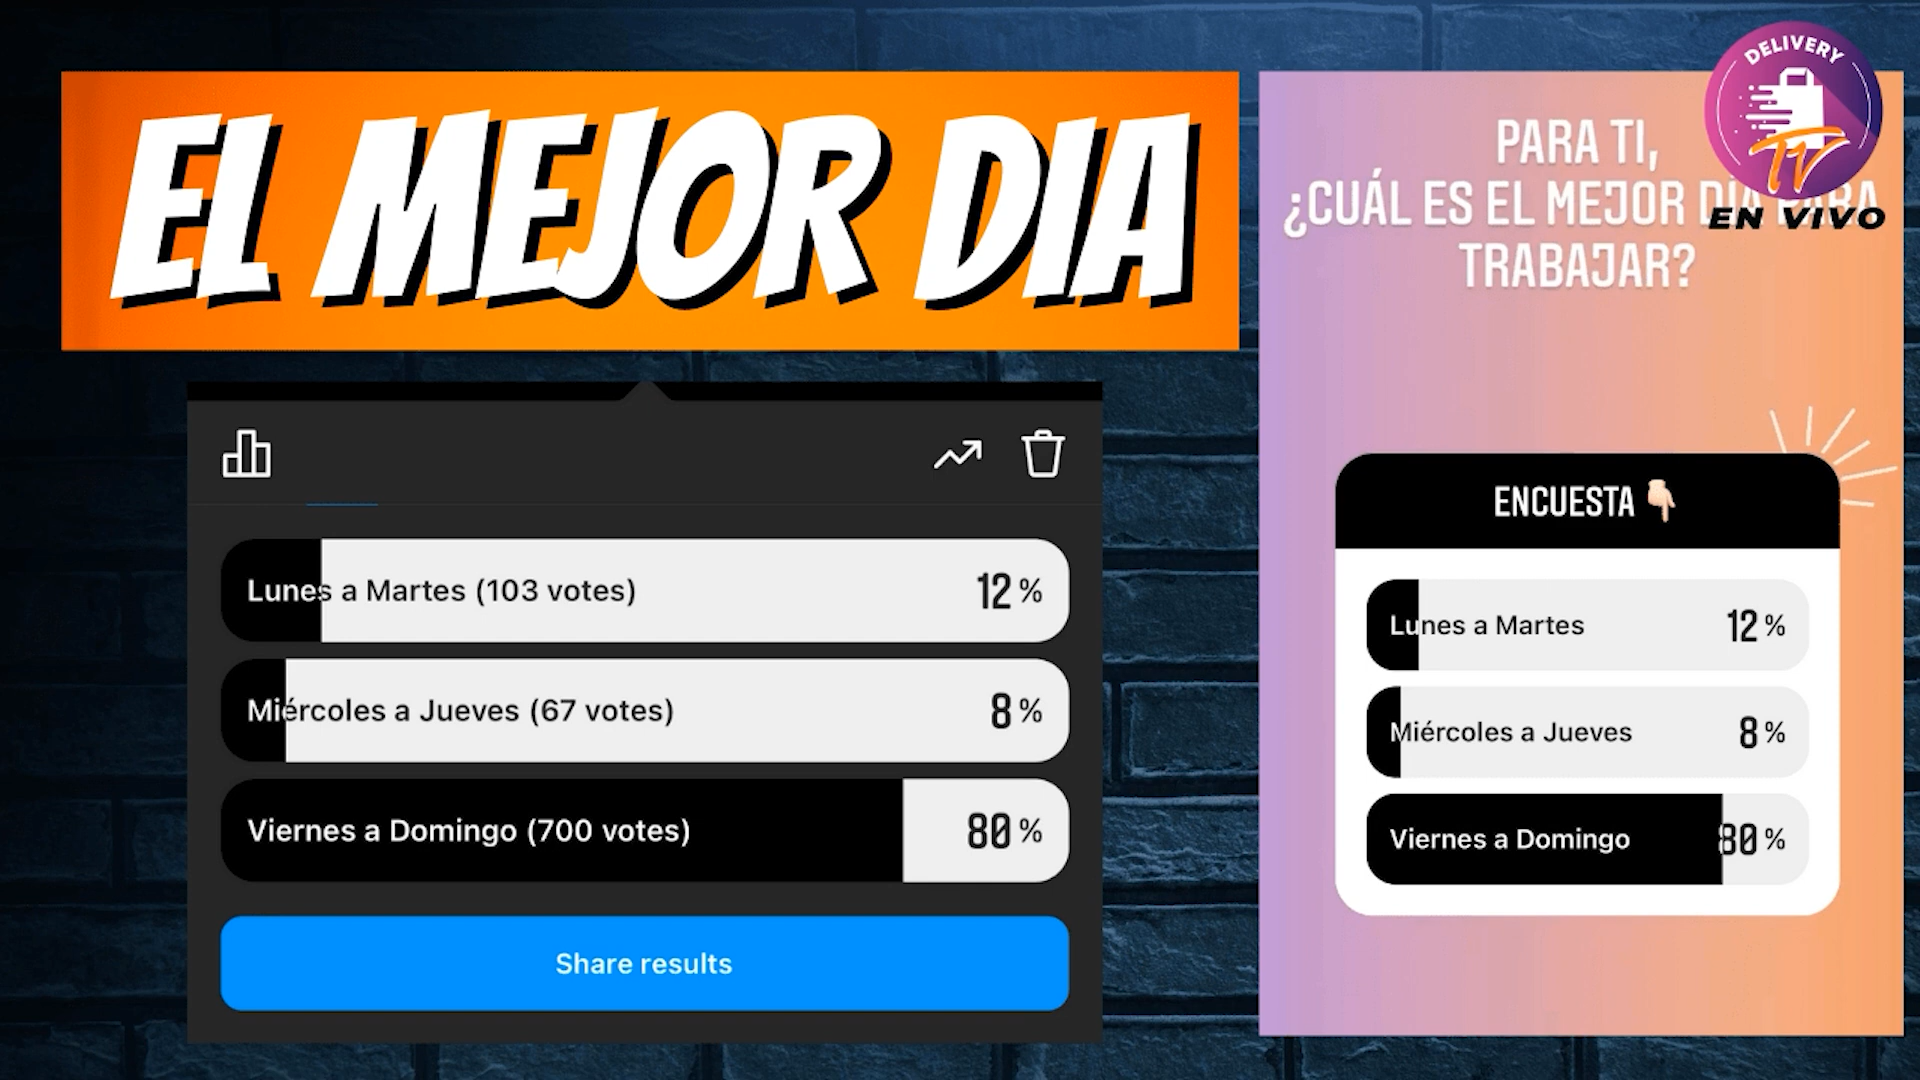 EL MEJOR DIA
Lunes a Martes (103 votes) 12%
Miércoles a Jueves (67 votes) 8%
Viernes a Domingo (700 votes) 80%
Share results
DELIVERY
TV
EN VIVO
PARA TI,
¿CUÁL ES EL MEJOR DÍA PARA
TRABAJAR?
ENCUESTA 👇🏻
Lunes a Martes 12%
Miércoles a Jueves 8%
Viernes a Domingo 80%